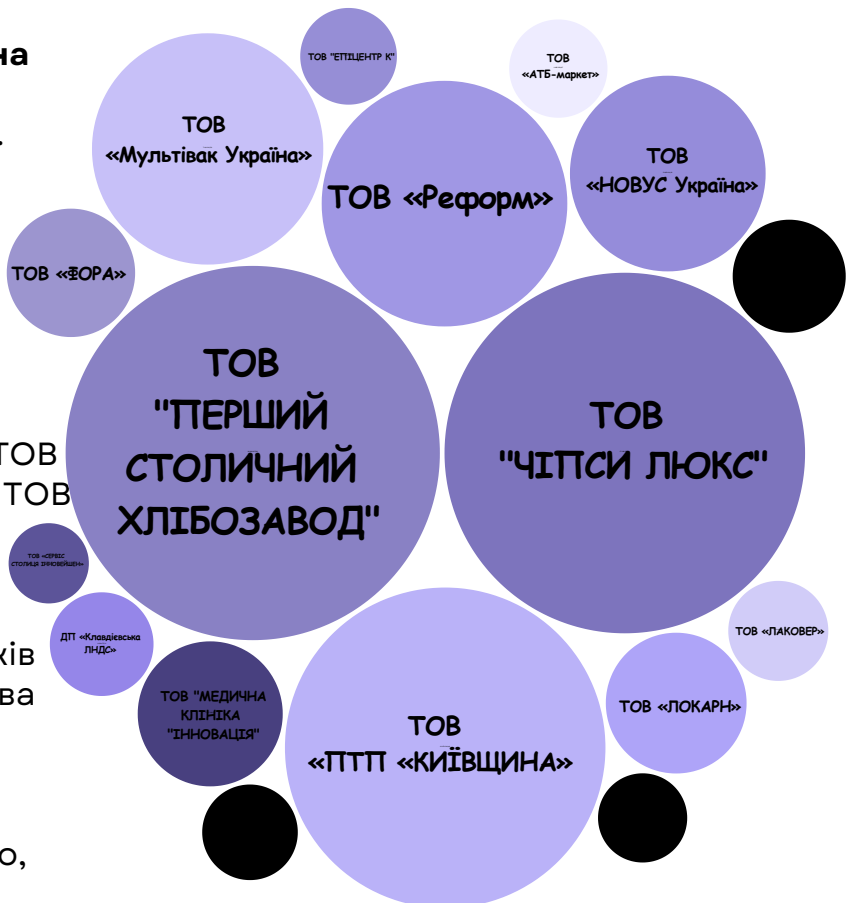 на
.
ТОВ "ЕПІЦЕНТР К"
ТОВ
«АТБ-маркет»
ТОВ
«Мультівак Україна»
ТОВ «Реформ»
ТОВ
«НОВУС Україна»
ТОВ «ФОРА»
ТОВ
"ПЕРШИЙ
СТОЛИЧНИЙ
ХЛІБОЗАВОД"
ТОВ
"ЧІПСИ ЛЮКС"
ТОВ
ТОВ
ТОВ «СЕРВІС
СТОЛИЦЯ ІННОВЕЙШЕН»
ДП «Клавдієвська
ЛНДС»
ків
ва
ТОВ "МЕДИЧНА
КЛІНІКА
"ІННОВАЦІЯ"
ТОВ
«ПТП «КИЇВЩИНА»
ТОВ «ЛОКАРН»
ТОВ «ЛАКОВЕР»
о,